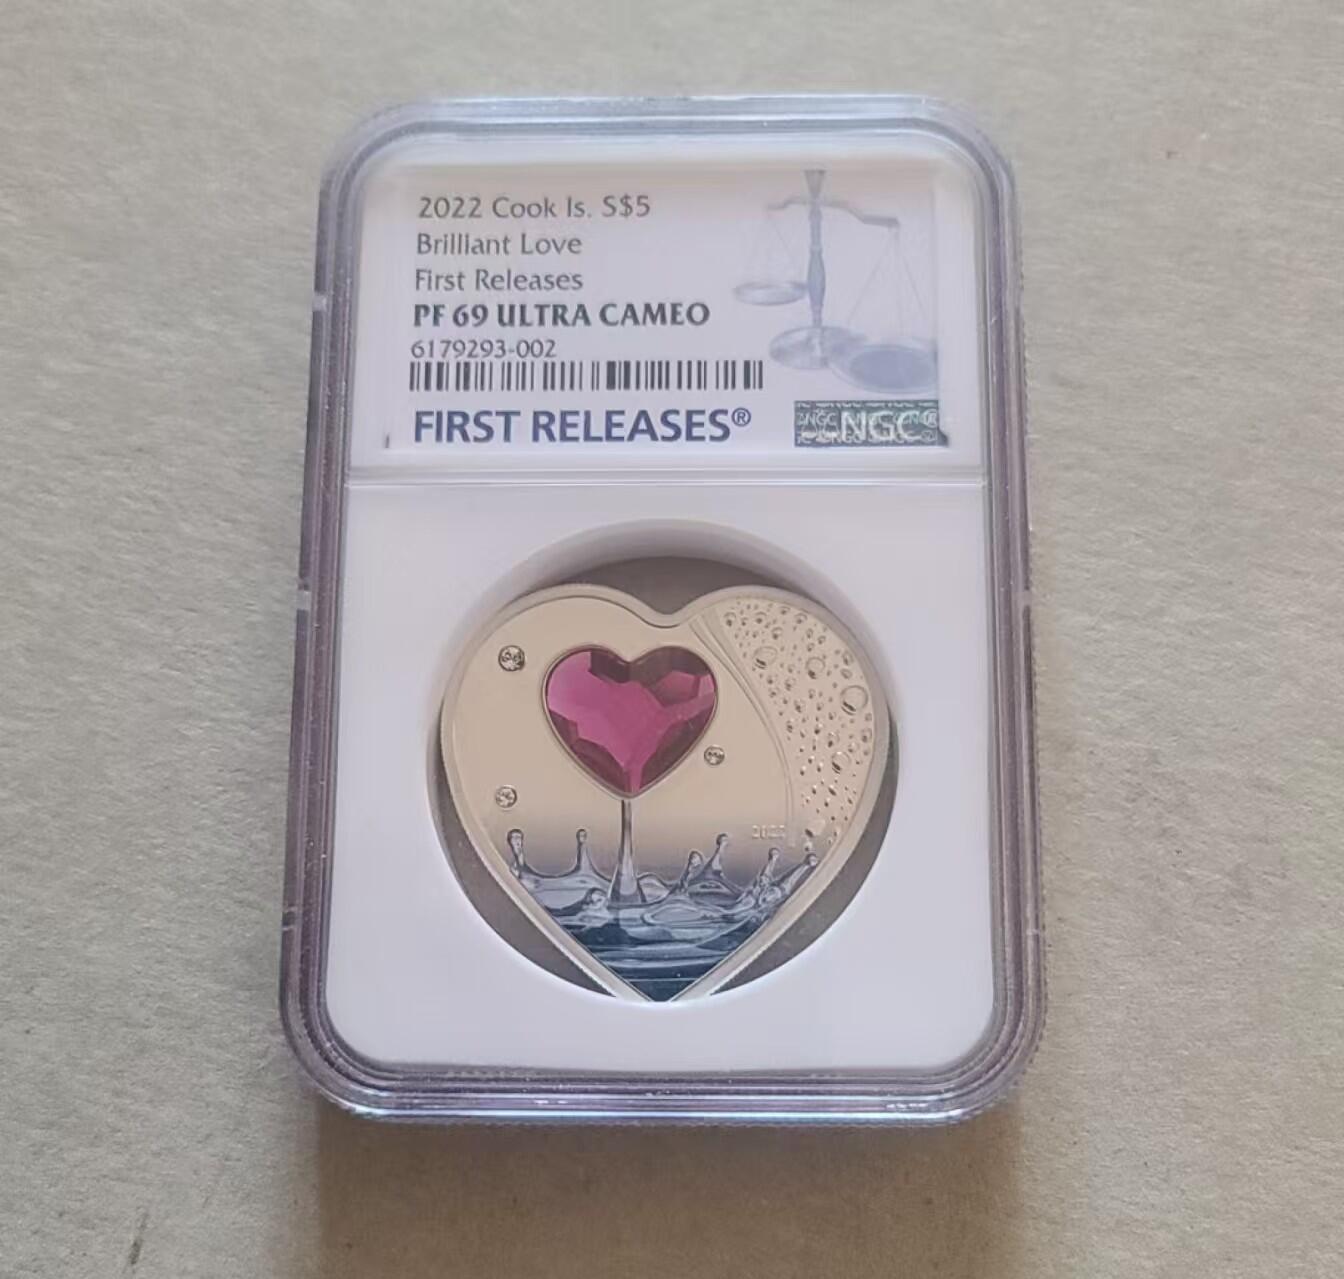 2022 Cook Is. S$5
Brilliant Love
First Releases
PF 69 ULTRA CAMEO
6179293-002
FIRST RELEASES®
NGC®